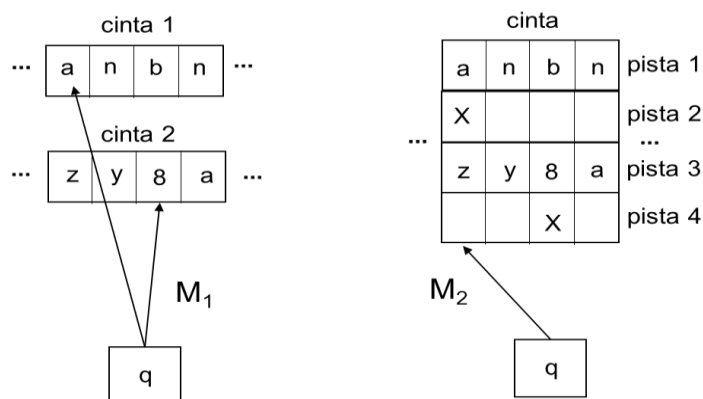 cinta 1
... a n b n ...
cinta 2
... z y 8 a ...
M1
q
cinta
a n b n pista 1
X pista 2
... ...
z y 8 a pista 3
X pista 4
M2
q